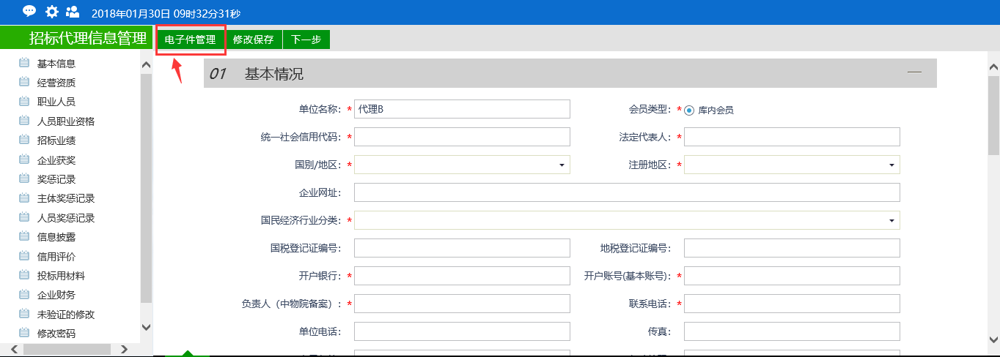 2018年01月30日 09时32分31秒
招标代理信息管理
电子件管理 修改保存 下一步
基本信息
经营资质
职业人员
人员职业资格
招标业绩
企业获奖
奖惩记录
主体奖惩记录
人员奖惩记录
信息披露
信用评价
投标用材料
企业财务
未验证的修改
修改密码
01 基本情况
单位名称: * 代理B 会员类型: * 库内会员
统一社会信用代码: * 法定代表人: *
国别/地区: * 注册地区: *
企业网址:
国民经济行业分类: *
国税登记证编号: 地税登记证编号:
开户银行: * 开户账号(基本账号): *
负责人（中物院备案）: * 联系电话: *
单位电话: 传真: